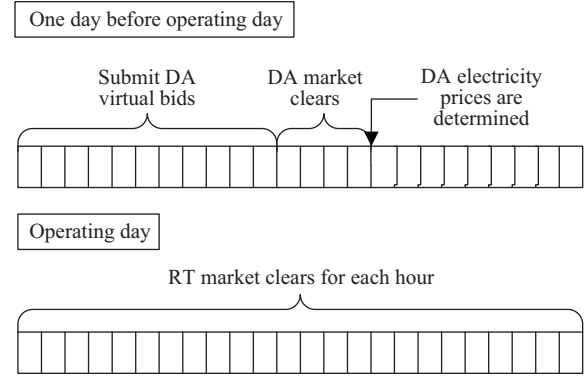 One day before operating day
Submit DA
virtual bids
DA market
clears
DA electricity
prices are
determined
Operating day
RT market clears for each hour